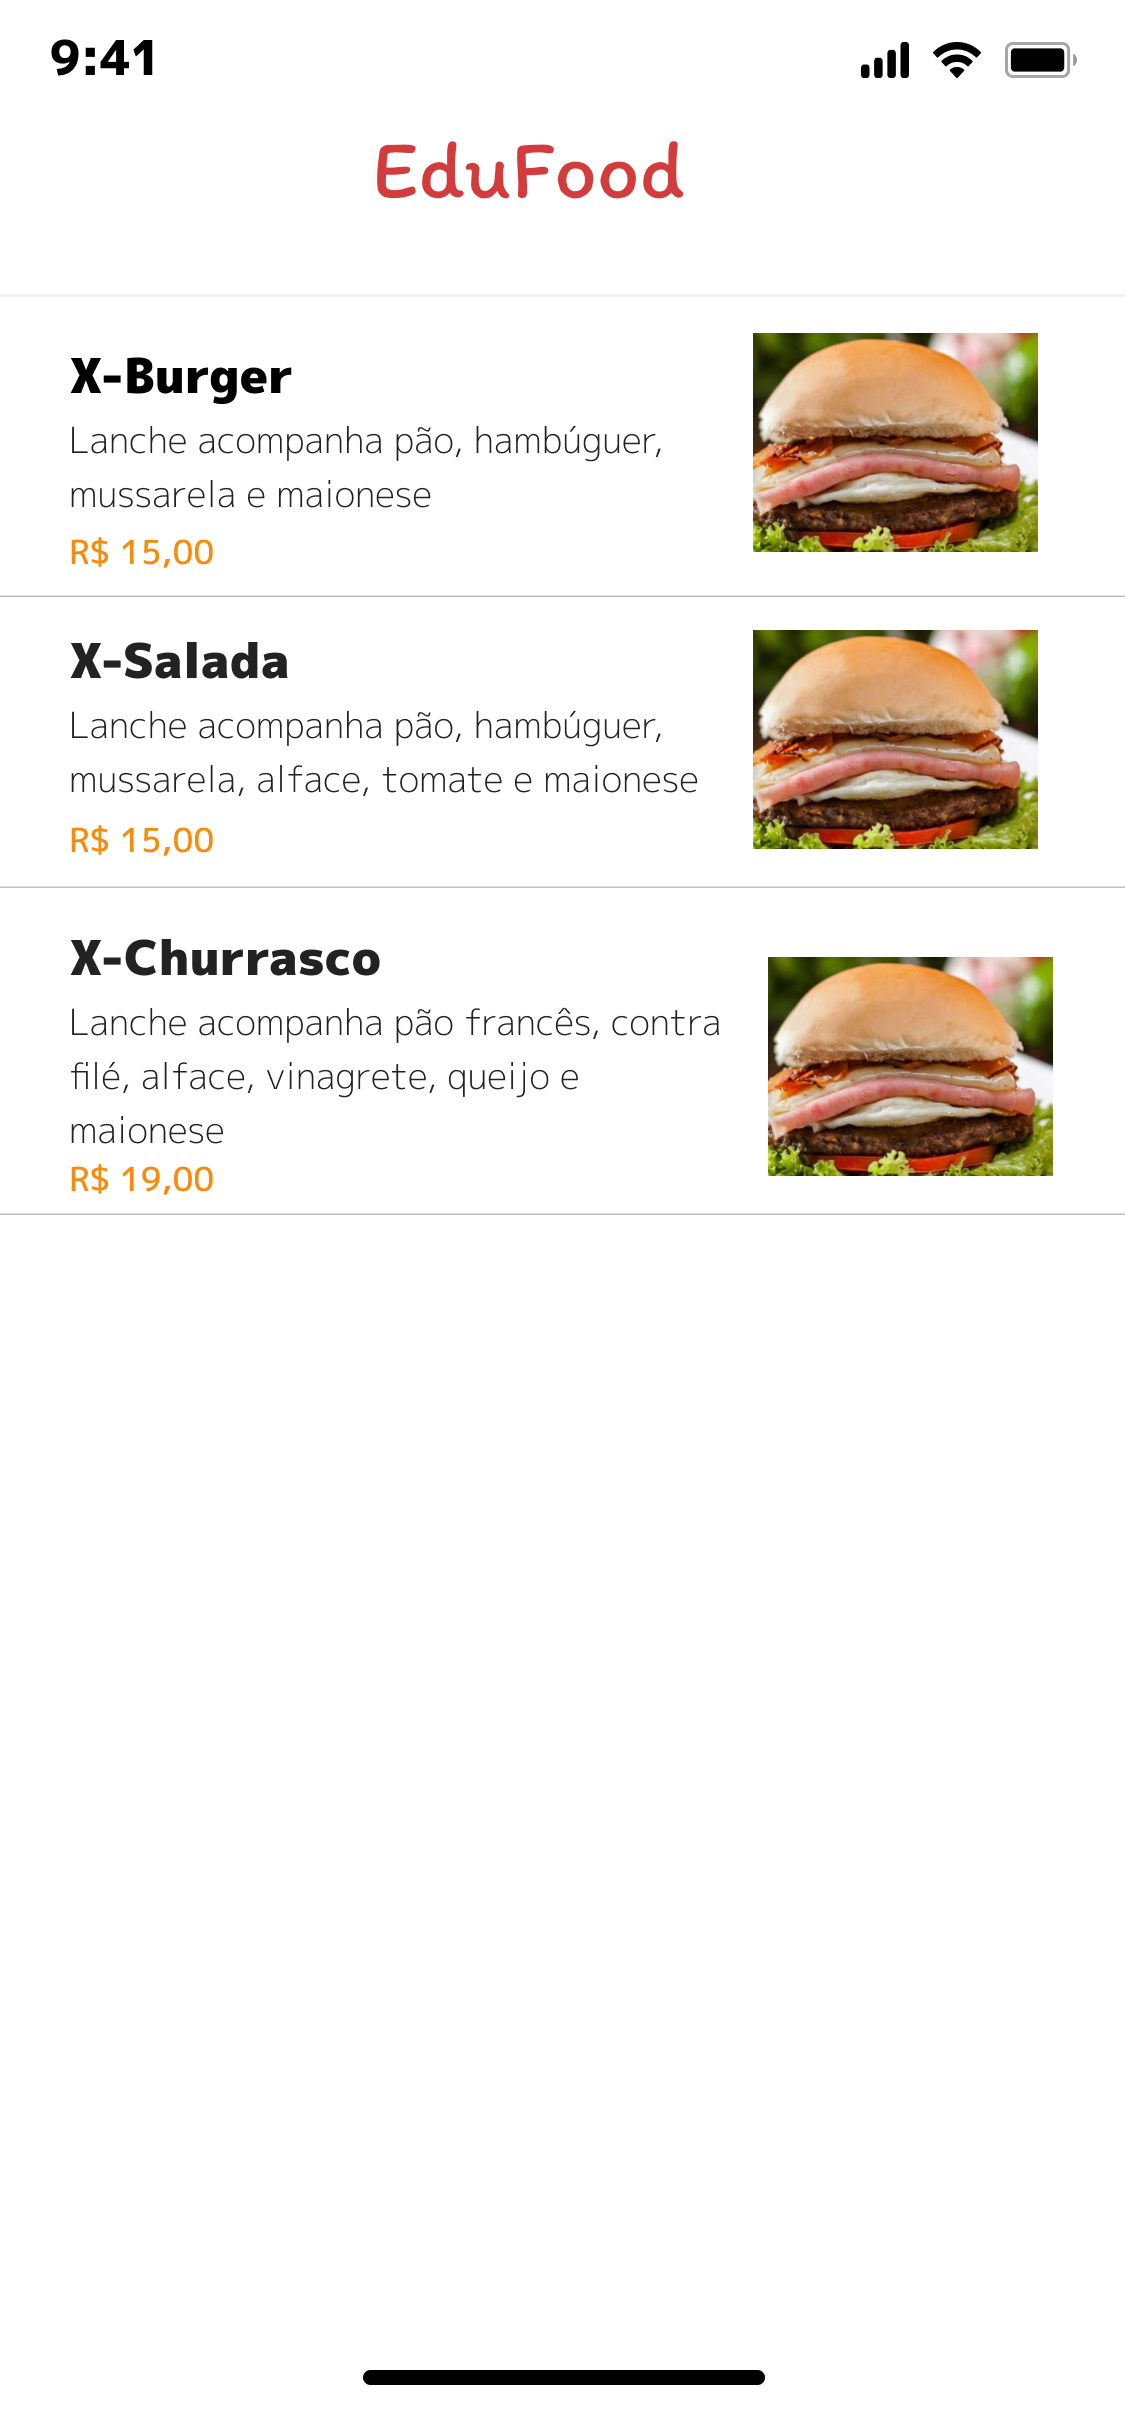 9:41
EduFood
X-Burger
Lanche acompanha pão, hambúguer,
mussarela e maionese
R$ 15,00
X-Salada
Lanche acompanha pão, hambúguer,
mussarela, alface, tomate e maionese
R$ 15,00
X-Churrasco
Lanche acompanha pão francês, contra
filé, alface, vinagrete, queijo e
maionese
R$ 19,00